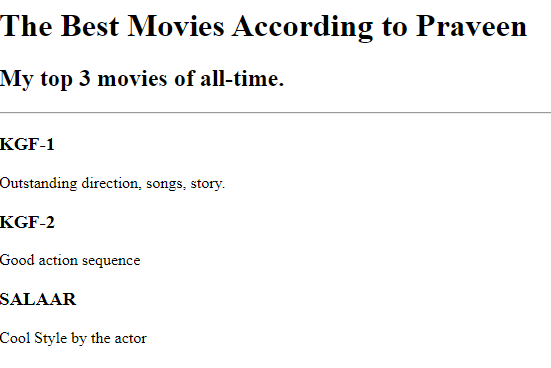 The Best Movies According to Praveen
My top 3 movies of all-time.
KGF-1
Outstanding direction, songs, story.
KGF-2
Good action sequence
SALAAR
Cool Style by the actor